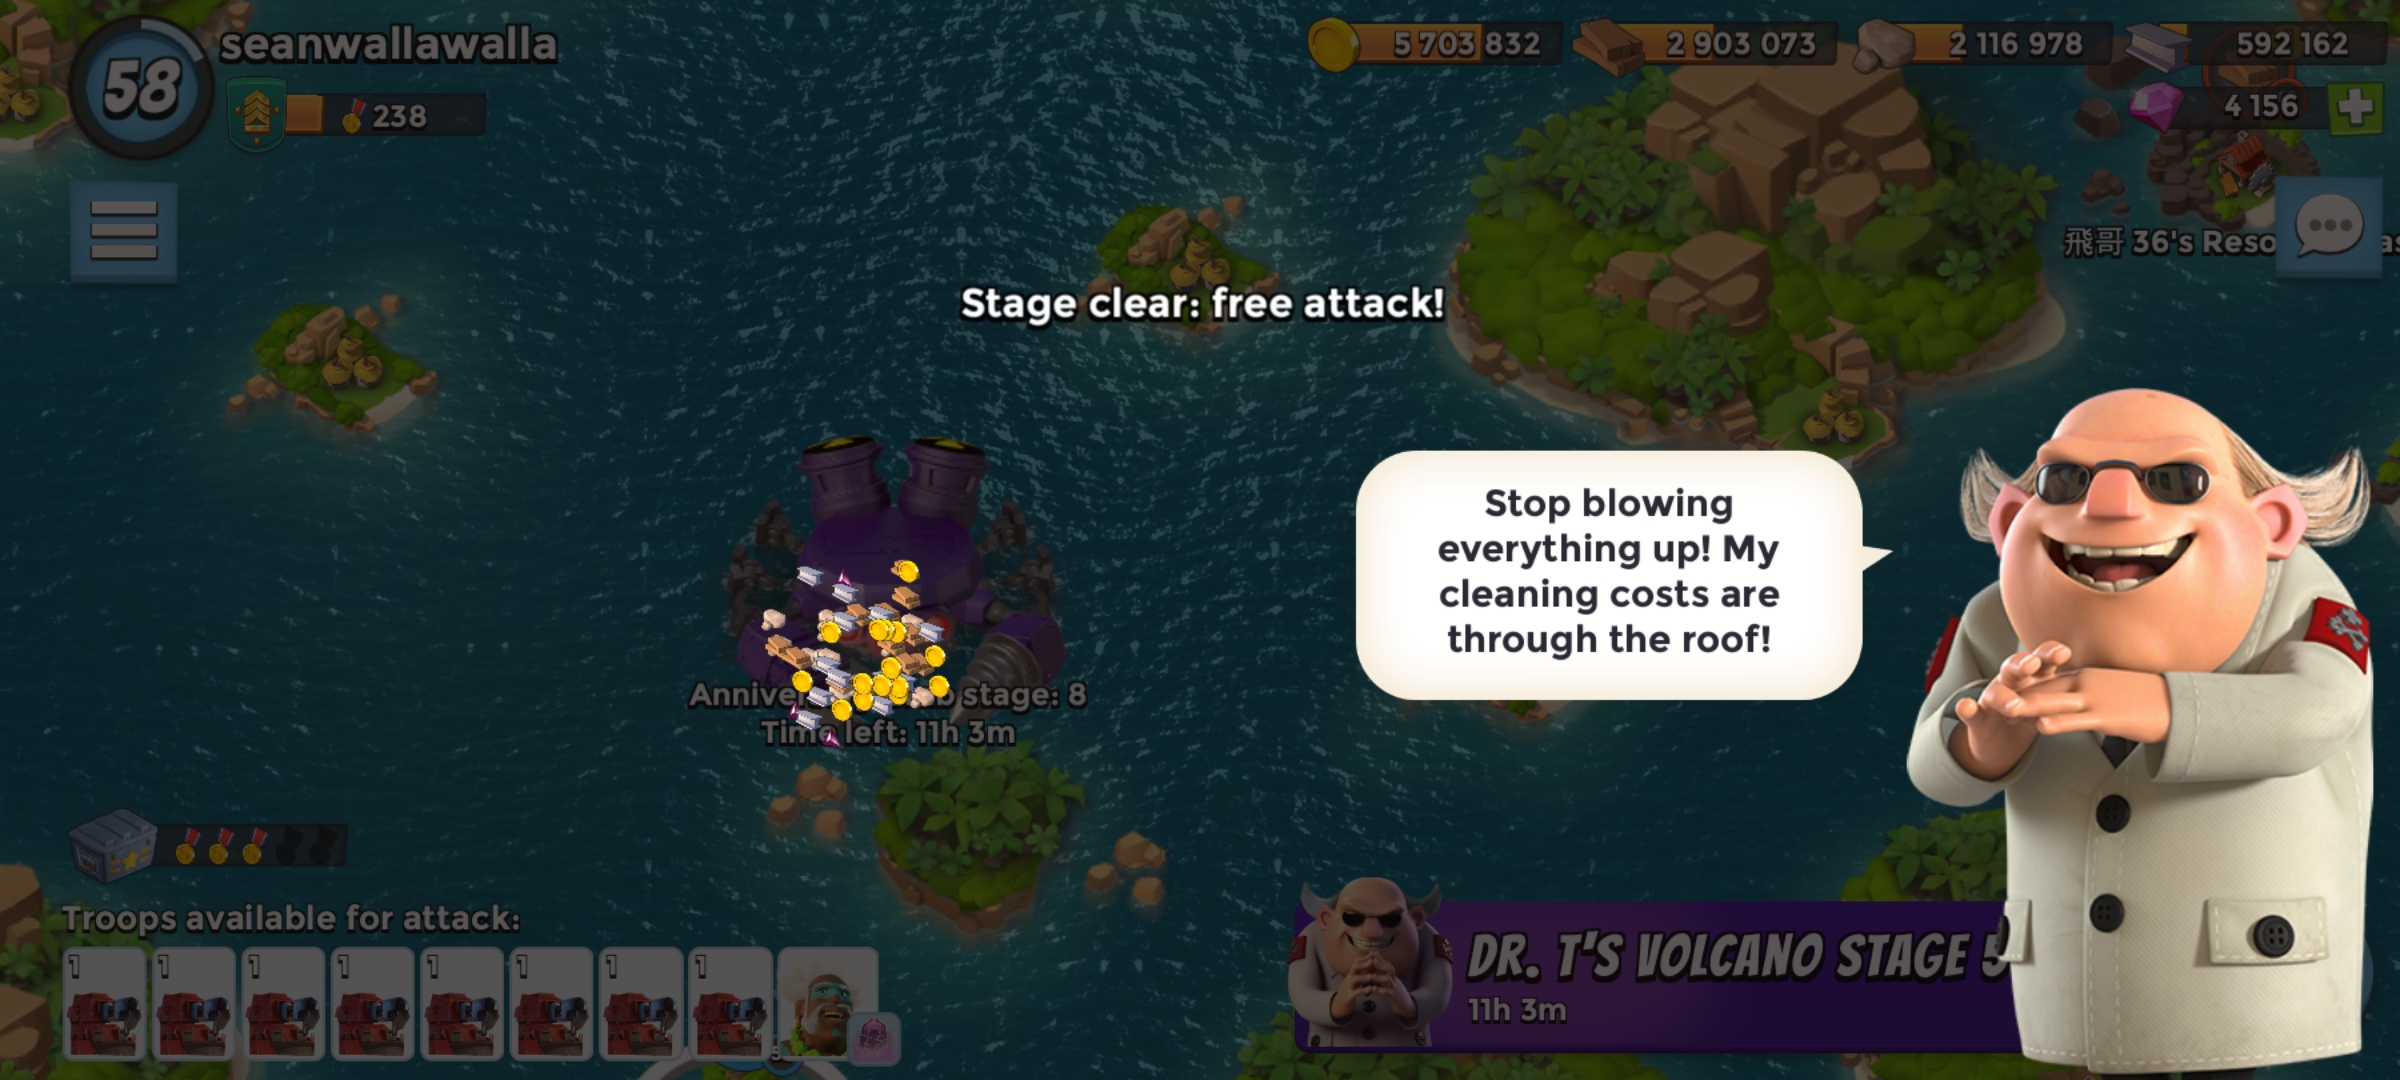 58
seanwallawalla
238
5 703 832
2 903 073
2 116 978
592 162
4 156
飛哥 36's
Stage clear: free attack!
Stop blowing
everything up! My
cleaning costs are
through the roof!
stage: 8
Time left: 11h 3m
Troops available for attack:
1 1 1 1 1 1 1 1
DR. T'S VOLCANO STAGE 5
11h 3m